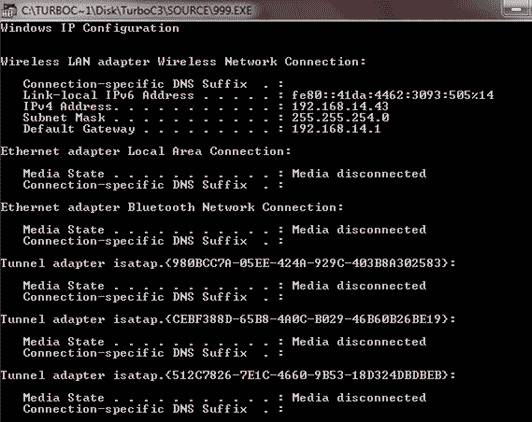 C:\TURBOC~1\Disk\TurboC3\SOURCE\999.EXE
Windows IP Configuration
Wireless LAN adapter Wireless Network Connection:
Connection-specific DNS Suffix . :
Link-local IPv6 Address . . . . . : fe80::41da:4462:3093:505%14
IPv4 Address. . . . . . . . . . . : 192.168.14.43
Subnet Mask . . . . . . . . . . . : 255.255.254.0
Default Gateway . . . . . . . . . : 192.168.14.1
Ethernet adapter Local Area Connection:
Media State . . . . . . . . . . . : Media disconnected
Connection-specific DNS Suffix . :
Ethernet adapter Bluetooth Network Connection:
Media State . . . . . . . . . . . : Media disconnected
Connection-specific DNS Suffix . :
Tunnel adapter isatap.{980BCC7A-05EE-424A-929C-403B8A302583}:
Media State . . . . . . . . . . . : Media disconnected
Connection-specific DNS Suffix . :
Tunnel adapter isatap.{CEBF388D-65B8-4A0C-B029-46B60B26BE19}:
Media State . . . . . . . . . . . : Media disconnected
Connection-specific DNS Suffix . :
Tunnel adapter isatap.{512C7826-7E1C-4660-9B53-18D324DBDBEB}:
Media State . . . . . . . . . . . : Media disconnected
Connection-specific DNS Suffix . :